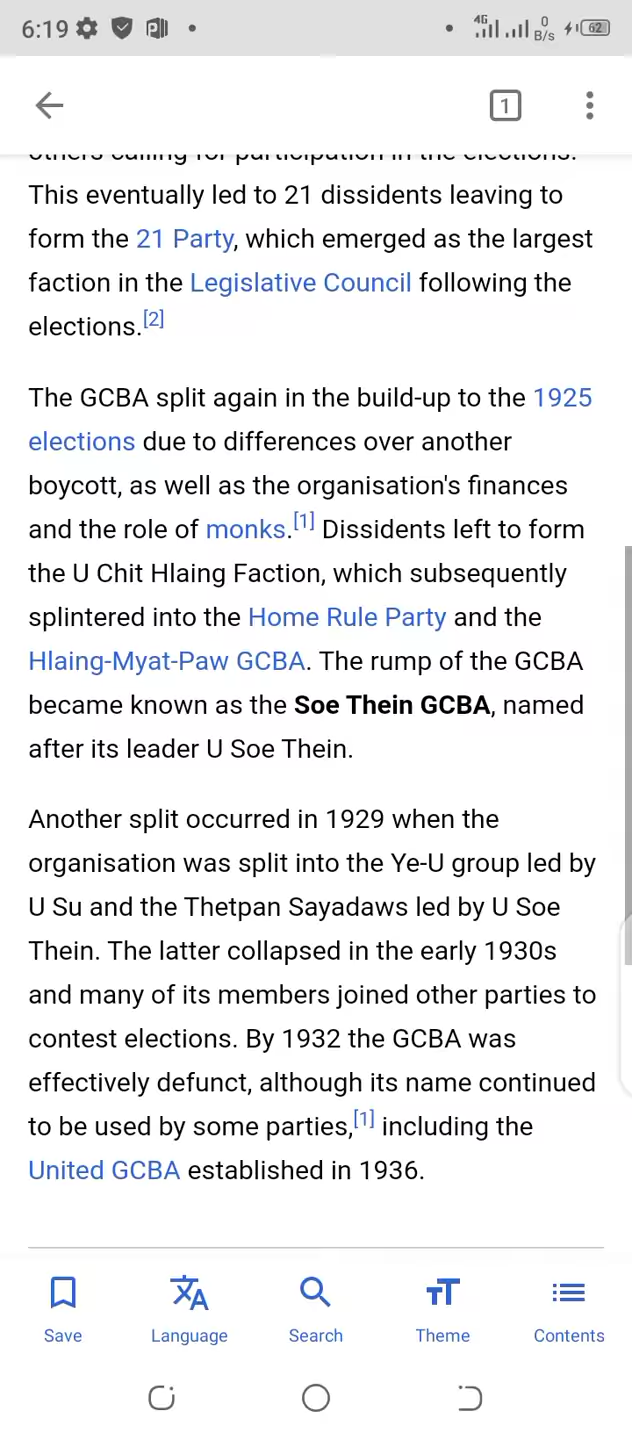 6:19
4G
0
B/s
62
1
others calling for participation in the elections.
This eventually led to 21 dissidents leaving to
form the 21 Party, which emerged as the largest
faction in the Legislative Council following the
elections.[2]
The GCBA split again in the build-up to the 1925
elections due to differences over another
boycott, as well as the organisation's finances
and the role of monks.[1] Dissidents left to form
the U Chit Hlaing Faction, which subsequently
splintered into the Home Rule Party and the
Hlaing-Myat-Paw GCBA. The rump of the GCBA
became known as the Soe Thein GCBA, named
after its leader U Soe Thein.
Another split occurred in 1929 when the
organisation was split into the Ye-U group led by
U Su and the Thetpan Sayadaws led by U Soe
Thein. The latter collapsed in the early 1930s
and many of its members joined other parties to
contest elections. By 1932 the GCBA was
effectively defunct, although its name continued
to be used by some parties,[1] including the
United GCBA established in 1936.
Save
Language
Search
Theme
Contents